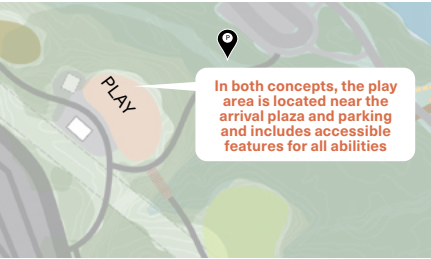 P
PLAY
In both concepts, the play
area is located near the
arrival plaza and parking
and includes accessible
features for all abilities